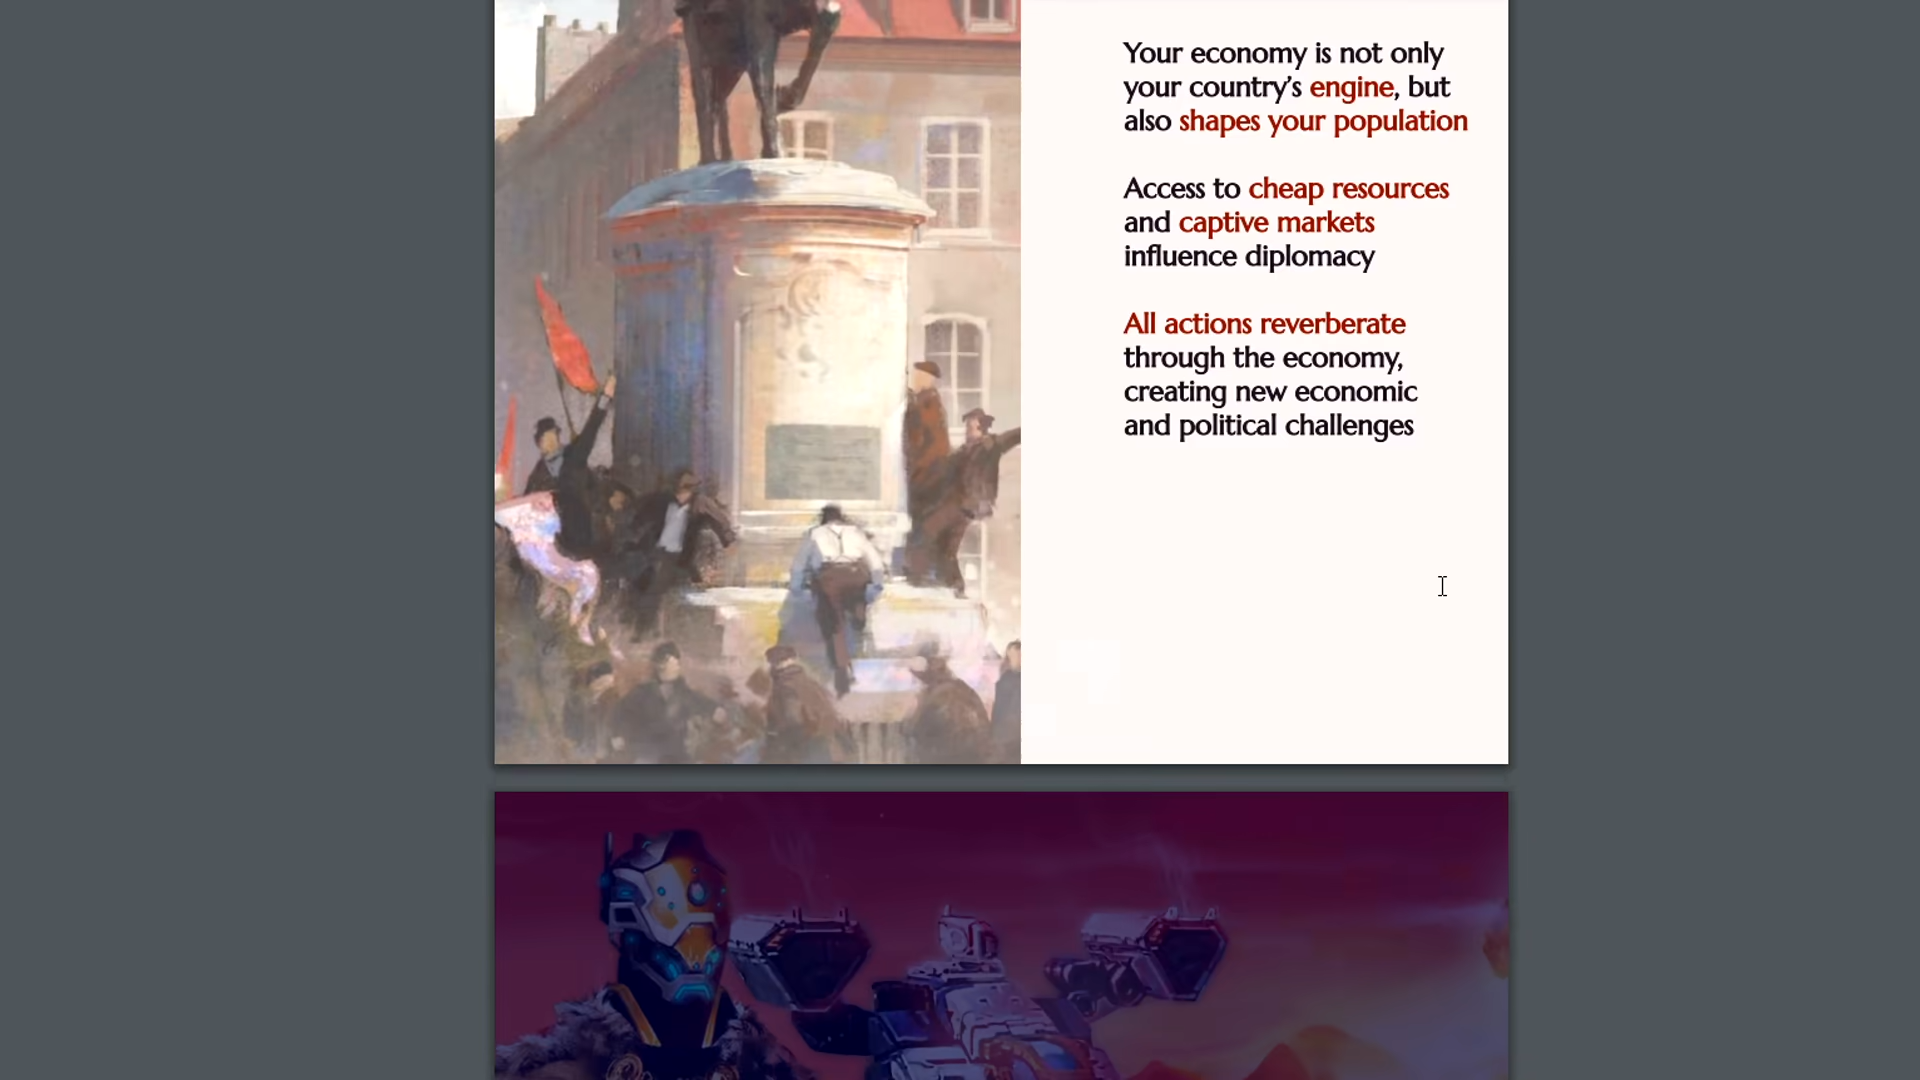 Your economy is not only
your country's engine, but
also shapes your population
Access to cheap resources
and captive markets
influence diplomacy
All actions reverberate
through the economy,
creating new economic
and political challenges